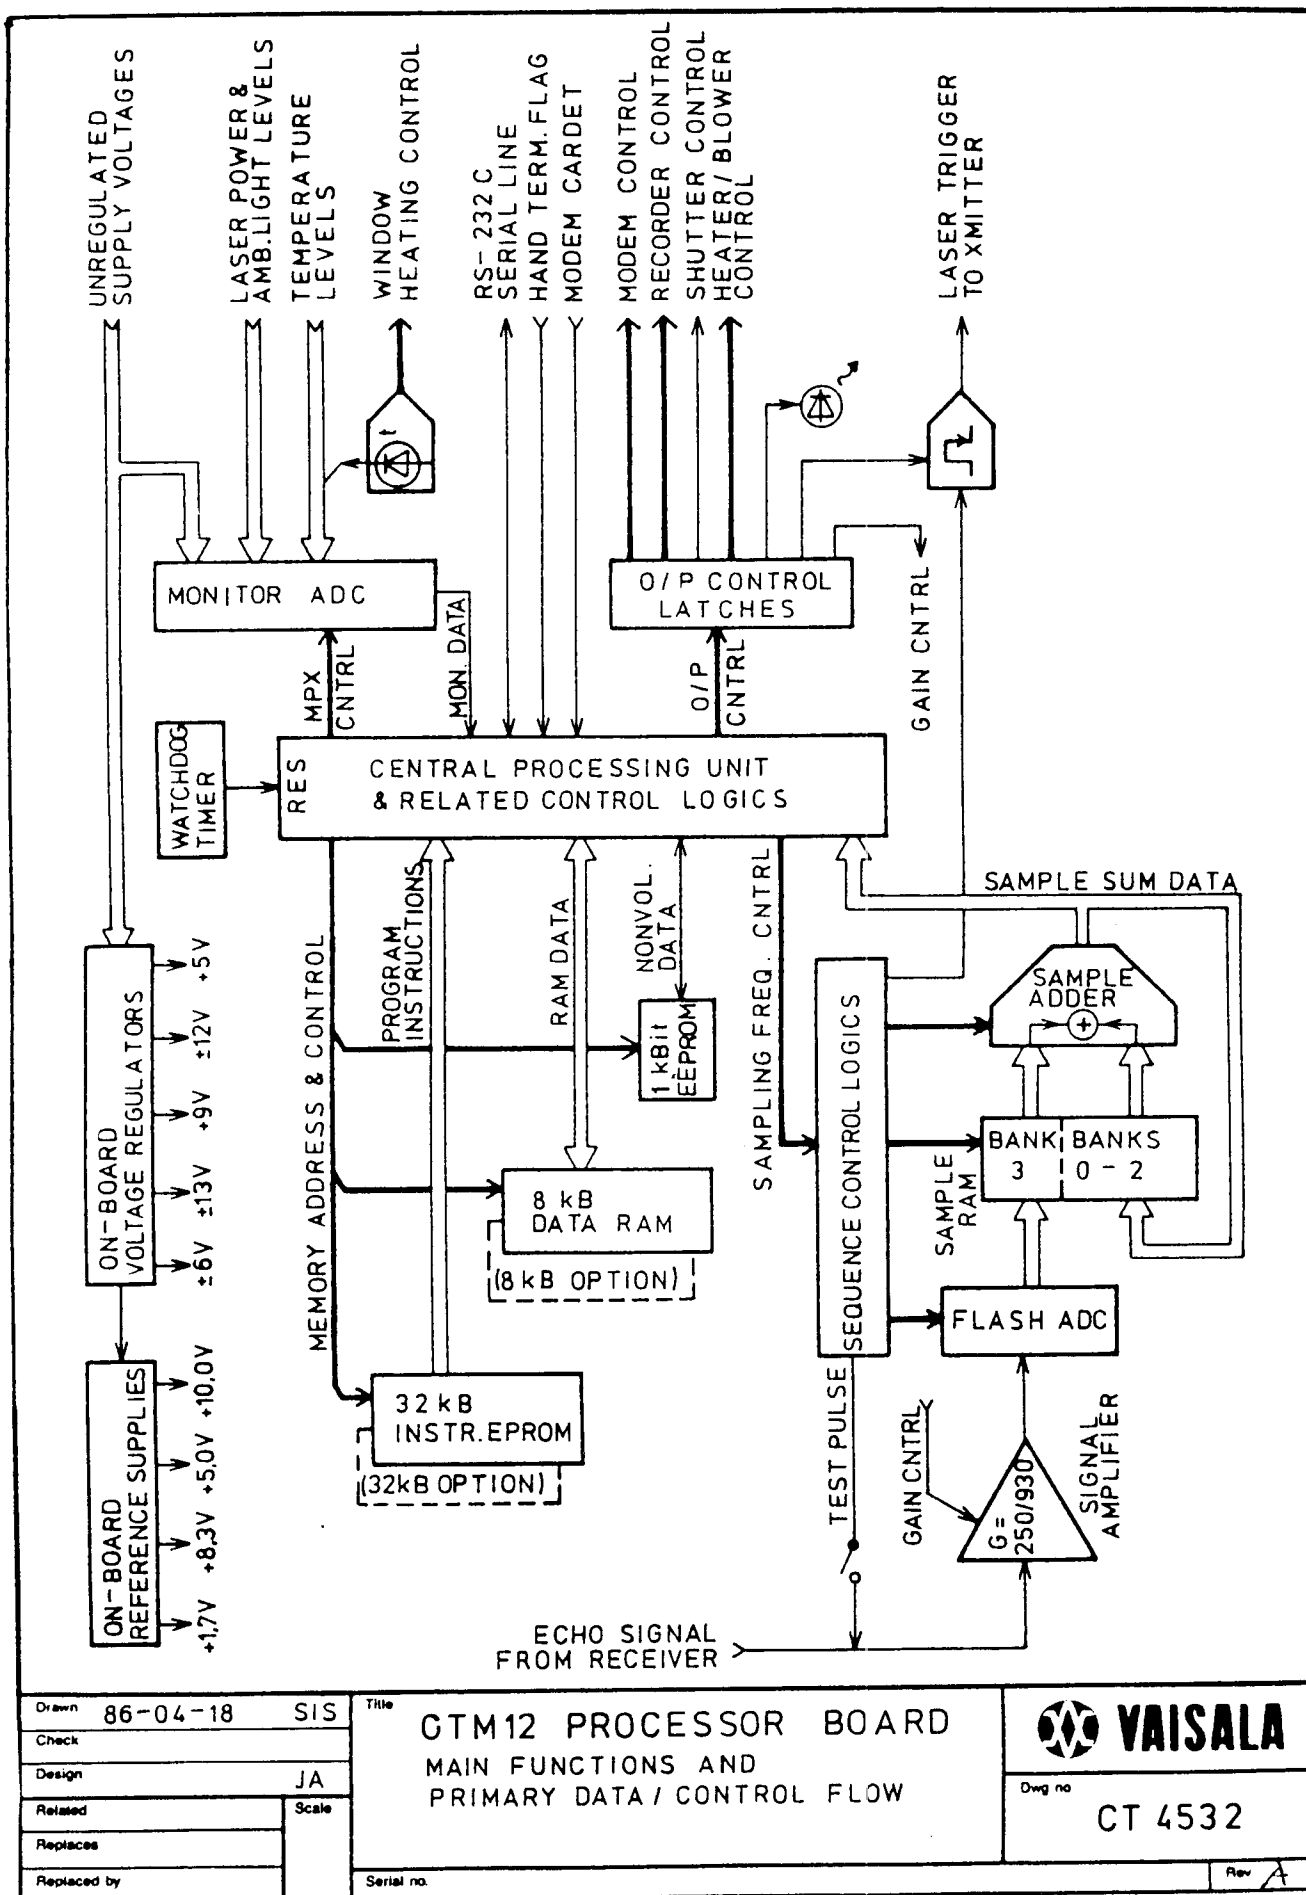 UNREGULATED
SUPPLY VOLTAGES
LASER POWER &
AMB.LIGHT LEVELS
TEMPERATURE
LEVELS
WINDOW
HEATING CONTROL
RS-232C
SERIAL LINE
HAND TERM.FLAG
MODEM CARDET
MODEM CONTROL
RECORDER CONTROL
SHUTTER CONTROL
HEATER/BLOWER
CONTROL
LASER TRIGGER
TO XMITTER
t
MONITOR ADC
O/P CONTROL
LATCHES
MPX
CNTRL
MON.DATA
O/P
CNTRL
GAIN CNTRL
WATCHDOG
TIMER
RES
CENTRAL PROCESSING UNIT
& RELATED CONTROL LOGICS
MEMORY ADDRESS & CONTROL
PROGRAM
INSTRUCTIONS
RAM DATA
NONVOL.
DATA
SAMPLING FREQ. CNTRL
SAMPLE SUM DATA
ON-BOARD
VOLTAGE REGULATORS
+5V
±12V
+9V
±13V
±6V
1 kBit
EEPROM
SEQUENCE CONTROL LOGICS
SAMPLE
ADDER
+
BANK
3
BANKS
0-2
SAMPLE
RAM
8 kB
DATA RAM
(8 kB OPTION)
FLASH ADC
ON-BOARD
REFERENCE SUPPLIES
+10,0V
+5,0V
+8,3V
+1,7V
32 kB
INSTR.EPROM
(32kB OPTION)
TEST PULSE
GAIN CNTRL
G=
250/930
SIGNAL
AMPLIFIER
ECHO SIGNAL
FROM RECEIVER
Drawn 86-04-18 SIS
Check
Design JA
Related
Scale
Replaces
Replaced by
Title
CTM12 PROCESSOR BOARD
MAIN FUNCTIONS AND
PRIMARY DATA / CONTROL FLOW
VAISALA
Dwg no
CT 4532
Serial no.
Rev A